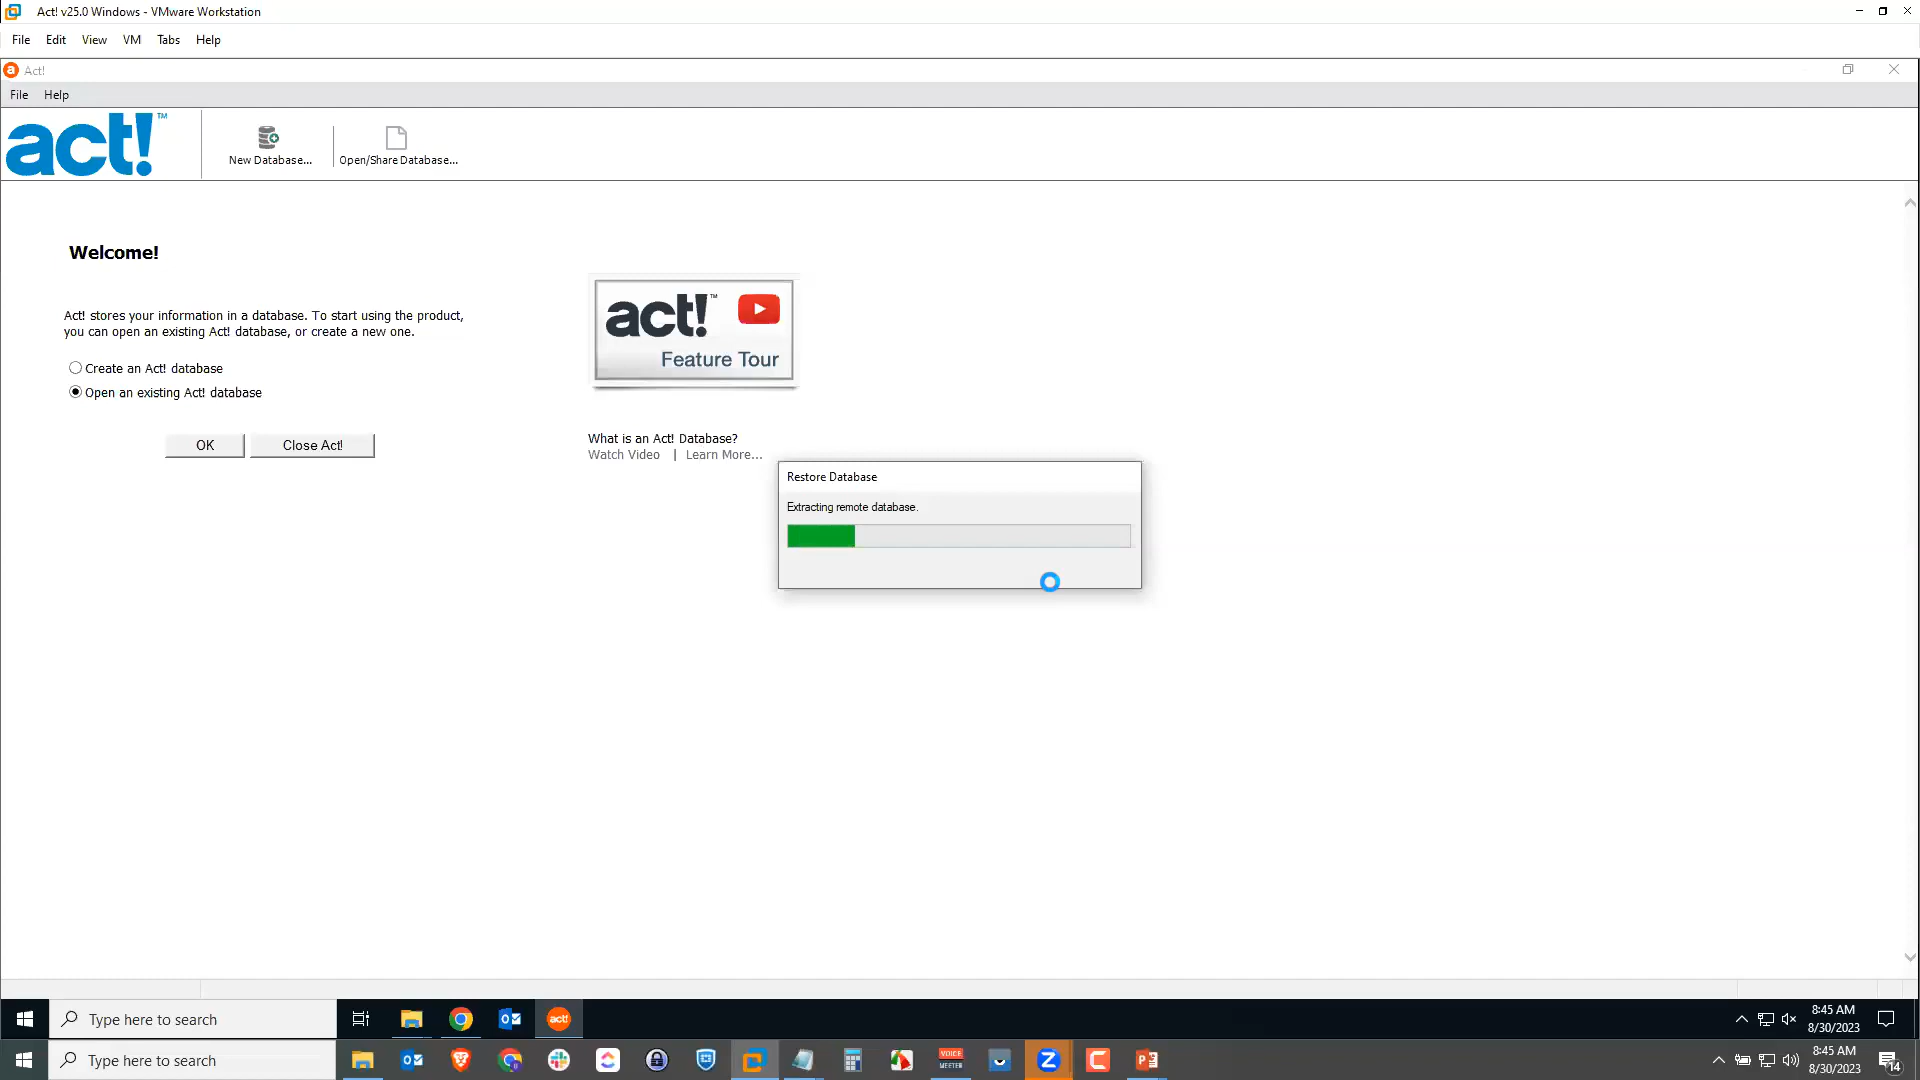 Act! v25.0 Windows - VMware Workstation
File Edit View VM Tabs Help
Act!
File Help
act!™
New Database...
Open/Share Database...
Welcome!
Act! stores your information in a database. To start using the product,
you can open an existing Act! database, or create a new one.
Create an Act! database
Open an existing Act! database
OK
Close Act!
act!™
Feature Tour
What is an Act! Database?
Watch Video | Learn More...
Restore Database
Extracting remote database.
Type here to search
act!
8:45 AM
8/30/2023
Type here to search
VOICE
MEETER
8:45 AM
8/30/2023
14